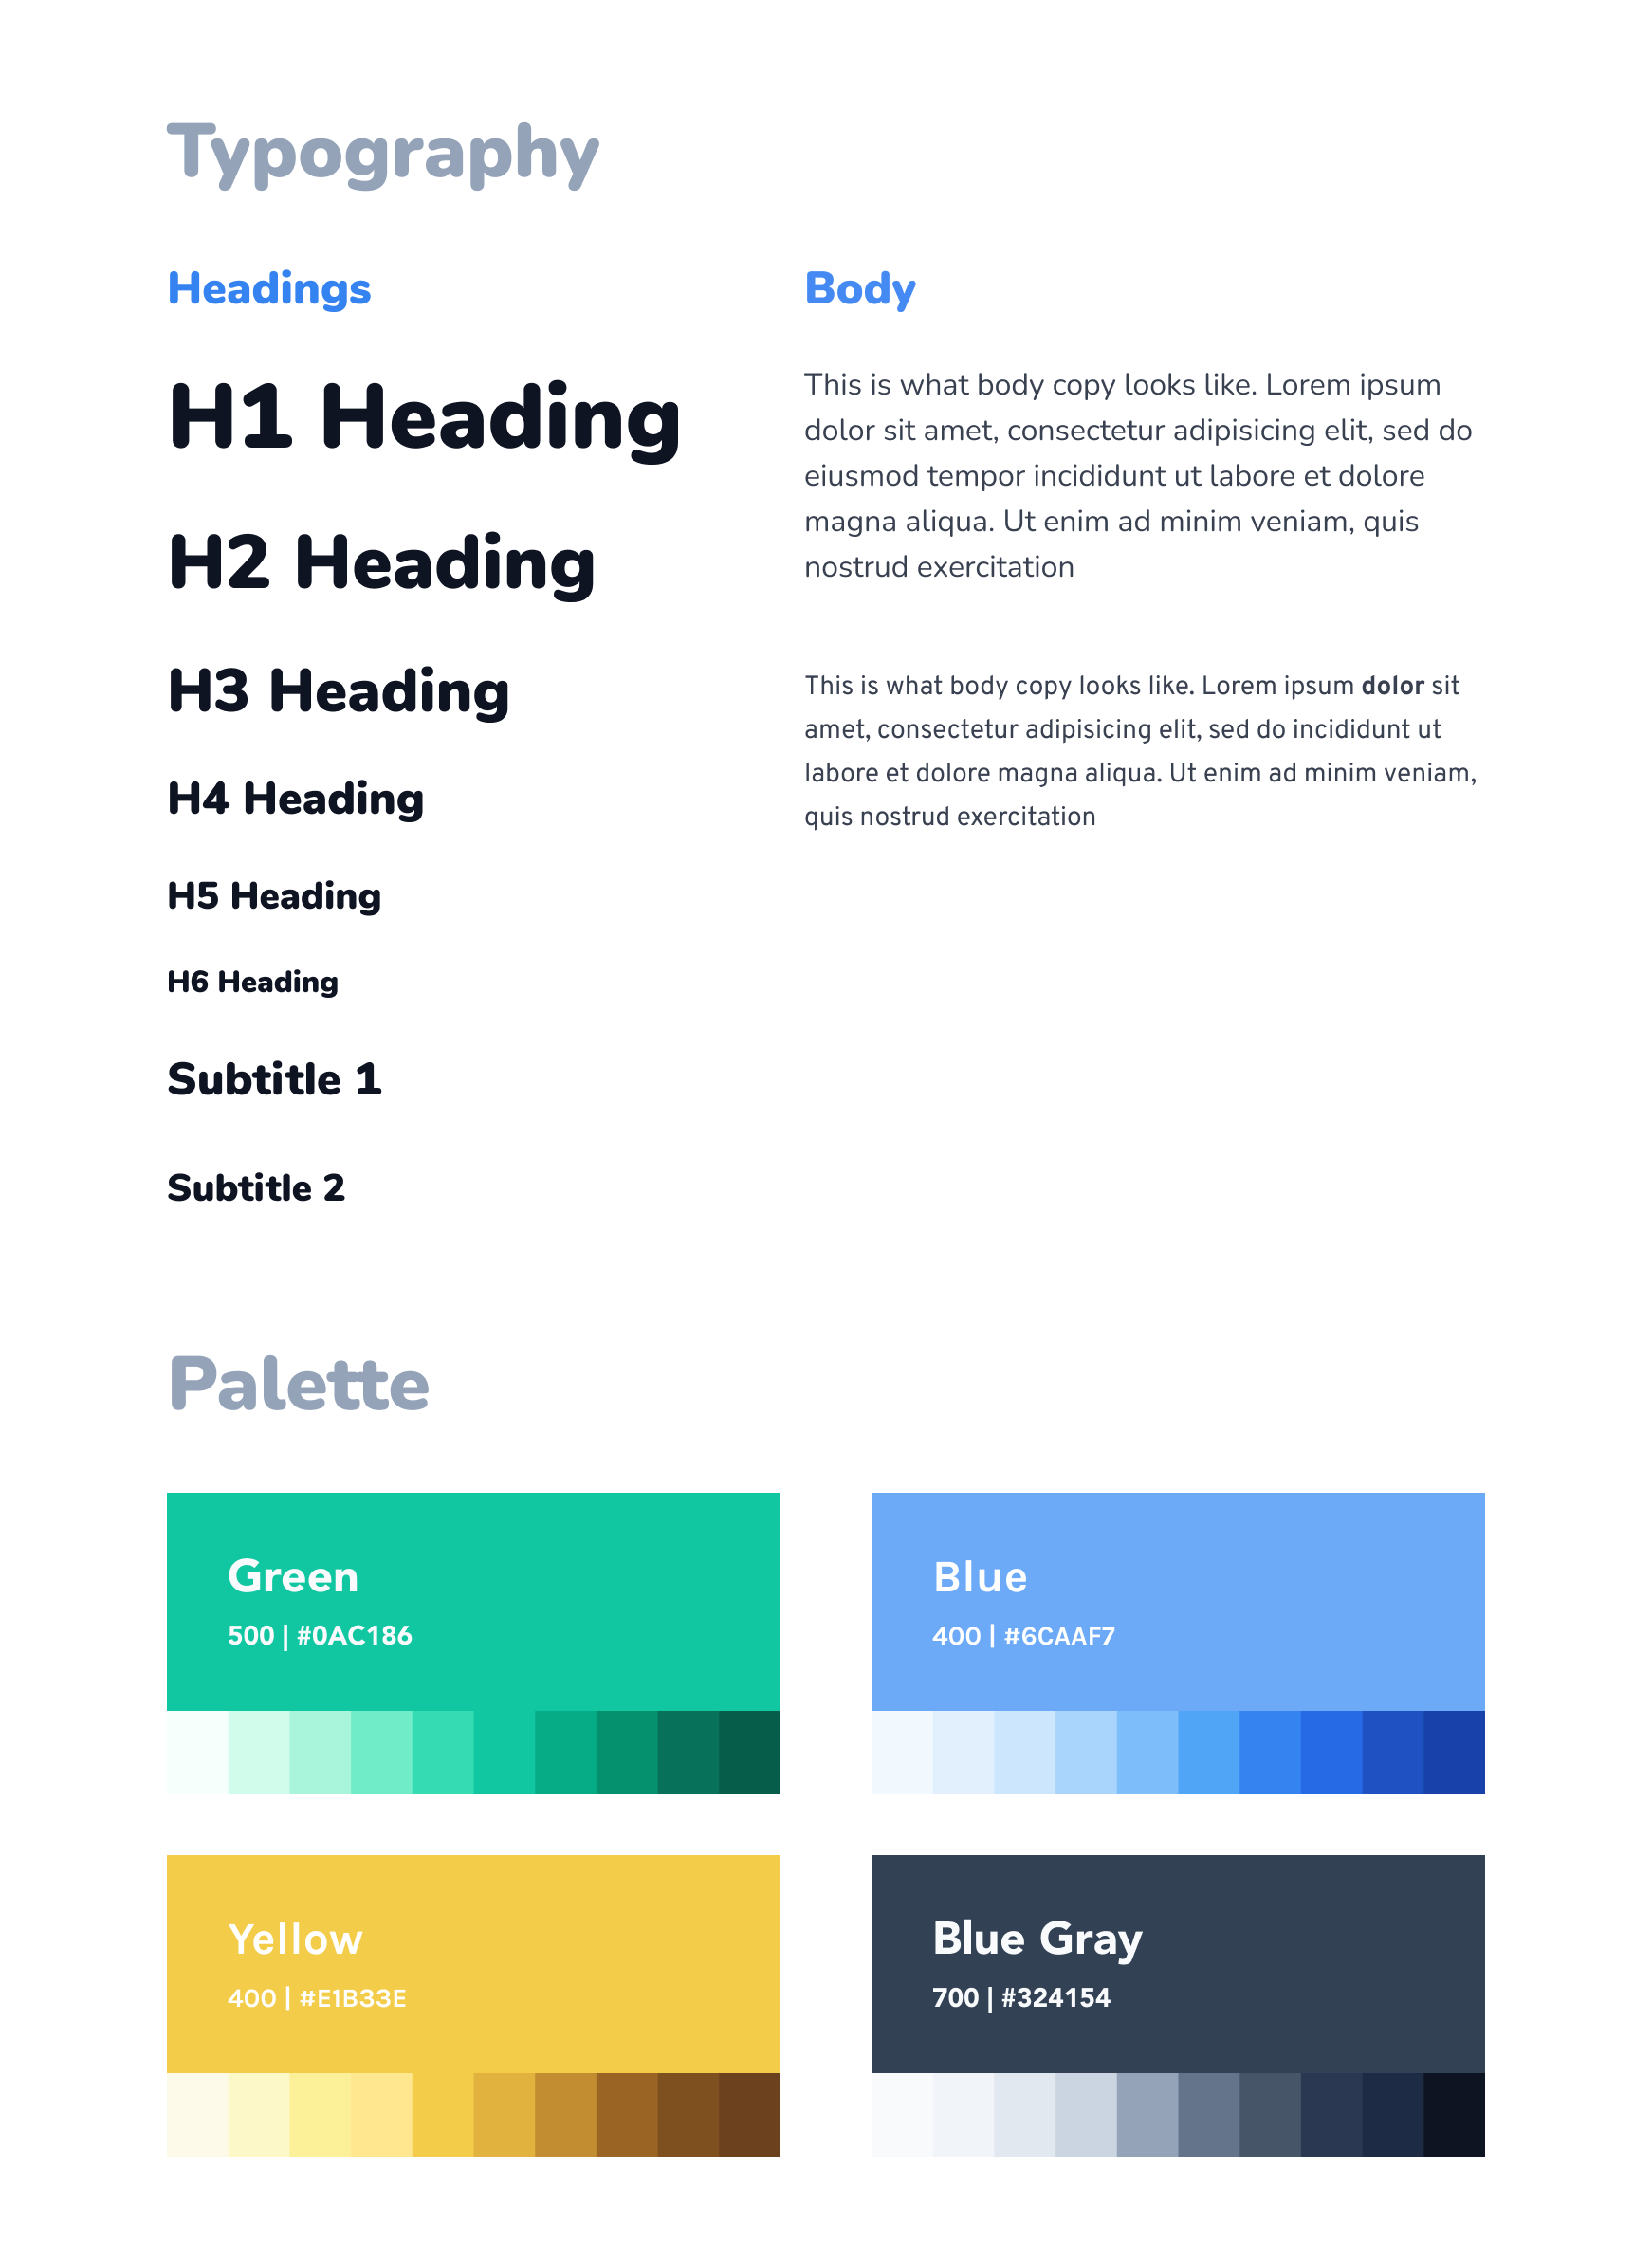 Typography
Headings
H1 Heading
H2 Heading
H3 Heading
H4 Heading
H5 Heading
H6 Heading
Subtitle 1
Subtitle 2
Body
This is what body copy looks like. Lorem ipsum
dolor sit amet, consectetur adipisicing elit, sed do
eiusmod tempor incididunt ut labore et dolore
magna aliqua. Ut enim ad minim veniam, quis
nostrud exercitation
This is what body copy looks like. Lorem ipsum dolor sit
amet, consectetur adipisicing elit, sed do incididunt ut
labore et dolore magna aliqua. Ut enim ad minim veniam,
quis nostrud exercitation
Palette
Green
500 | #0AC186
Blue
400 | #6CAAF7
Yellow
400 | #E1B33E
Blue Gray
700 | #324154